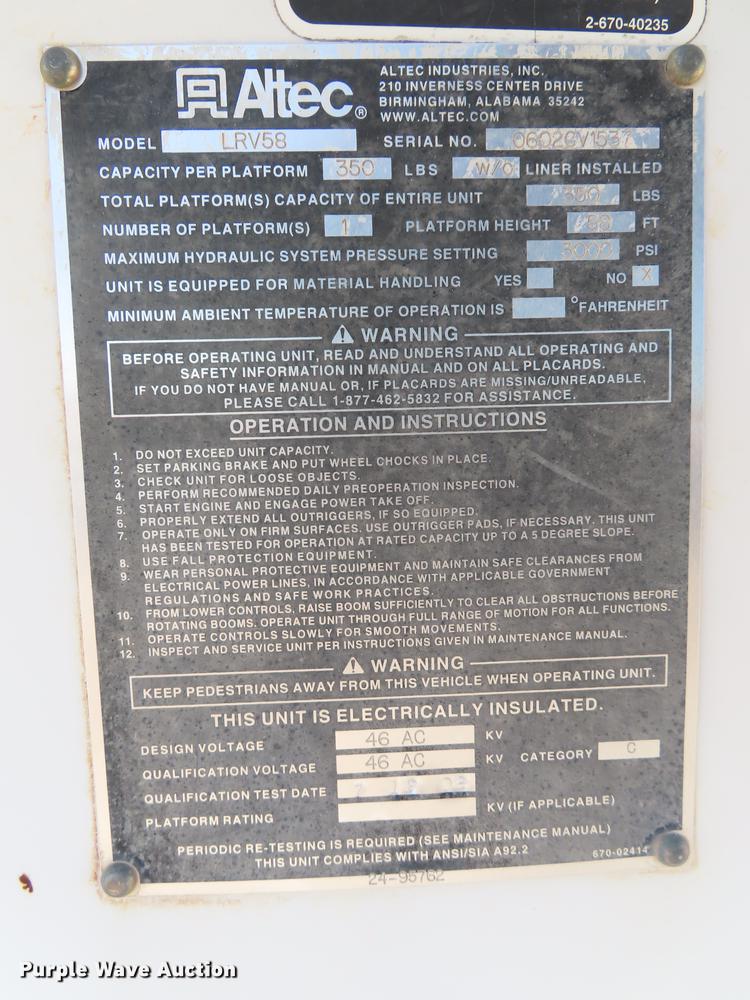 2-670-40235
Altec®
ALTEC INDUSTRIES, INC.
210 INVERNESS CENTER DRIVE
BIRMINGHAM, ALABAMA 35242
WWW.ALTEC.COM
MODEL LRV58 SERIAL NO. 0602CV1537
CAPACITY PER PLATFORM 350 LBS W/O LINER INSTALLED
TOTAL PLATFORM(S) CAPACITY OF ENTIRE UNIT 350 LBS
NUMBER OF PLATFORM(S) 1 PLATFORM HEIGHT 58 FT
MAXIMUM HYDRAULIC SYSTEM PRESSURE SETTING 3000 PSI
UNIT IS EQUIPPED FOR MATERIAL HANDLING YES NO X
MINIMUM AMBIENT TEMPERATURE OF OPERATION IS °FAHRENHEIT
⚠ WARNING
BEFORE OPERATING UNIT, READ AND UNDERSTAND ALL OPERATING AND
SAFETY INFORMATION IN MANUAL AND ON ALL PLACARDS.
IF YOU DO NOT HAVE MANUAL OR, IF PLACARDS ARE MISSING/UNREADABLE,
PLEASE CALL 1-877-462-5832 FOR ASSISTANCE.
OPERATION AND INSTRUCTIONS
1. DO NOT EXCEED UNIT CAPACITY.
2. SET PARKING BRAKE AND PUT WHEEL CHOCKS IN PLACE.
3. CHECK UNIT FOR LOOSE OBJECTS.
4. PERFORM RECOMMENDED DAILY PREOPERATION INSPECTION.
5. START ENGINE AND ENGAGE POWER TAKE OFF.
6. PROPERLY EXTEND ALL OUTRIGGERS, IF SO EQUIPPED.
7. OPERATE ONLY ON FIRM SURFACES. USE OUTRIGGER PADS, IF NECESSARY. THIS UNIT
HAS BEEN TESTED FOR OPERATION AT RATED CAPACITY UP TO A 5 DEGREE SLOPE.
8. USE FALL PROTECTION EQUIPMENT.
9. WEAR PERSONAL PROTECTIVE EQUIPMENT AND MAINTAIN SAFE CLEARANCES FROM
ELECTRICAL POWER LINES, IN ACCORDANCE WITH APPLICABLE GOVERNMENT
REGULATIONS AND SAFE WORK PRACTICES.
10. FROM LOWER CONTROLS, RAISE BOOM SUFFICIENTLY TO CLEAR ALL OBSTRUCTIONS BEFORE
ROTATING BOOMS. OPERATE UNIT THROUGH FULL RANGE OF MOTION FOR ALL FUNCTIONS.
11. OPERATE CONTROLS SLOWLY FOR SMOOTH MOVEMENTS.
12. INSPECT AND SERVICE UNIT PER INSTRUCTIONS GIVEN IN MAINTENANCE MANUAL.
⚠ WARNING
KEEP PEDESTRIANS AWAY FROM THIS VEHICLE WHEN OPERATING UNIT.
THIS UNIT IS ELECTRICALLY INSULATED.
DESIGN VOLTAGE 46 AC KV
QUALIFICATION VOLTAGE 46 AC KV CATEGORY C
QUALIFICATION TEST DATE
PLATFORM RATING KV (IF APPLICABLE)
PERIODIC RE-TESTING IS REQUIRED (SEE MAINTENANCE MANUAL)
THIS UNIT COMPLIES WITH ANSI/SIA A92.2 670-02414
24-95762
Purple Wave Auction